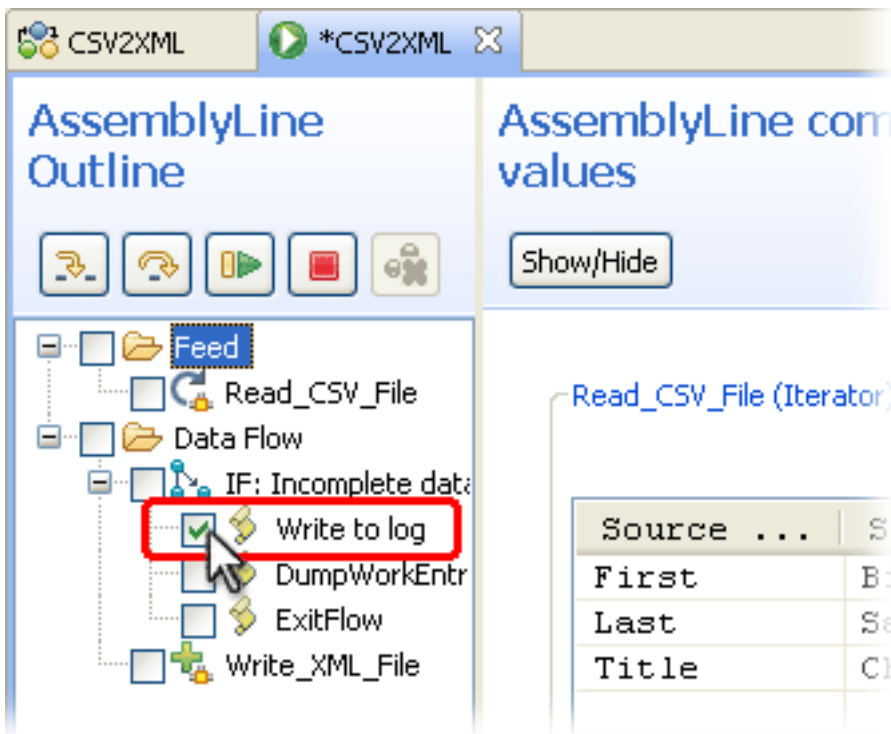 CSV2XML
*CSV2XML
AssemblyLine
Outline
AssemblyLine
values
Show/Hide
Feed
Read_CSV_File
Data Flow
IF: Incomplete data
Write to log
DumpWorkEntr
ExitFlow
Write_XML_File
Read_CSV_File (Iterator)
Source ...
First
Last
Title